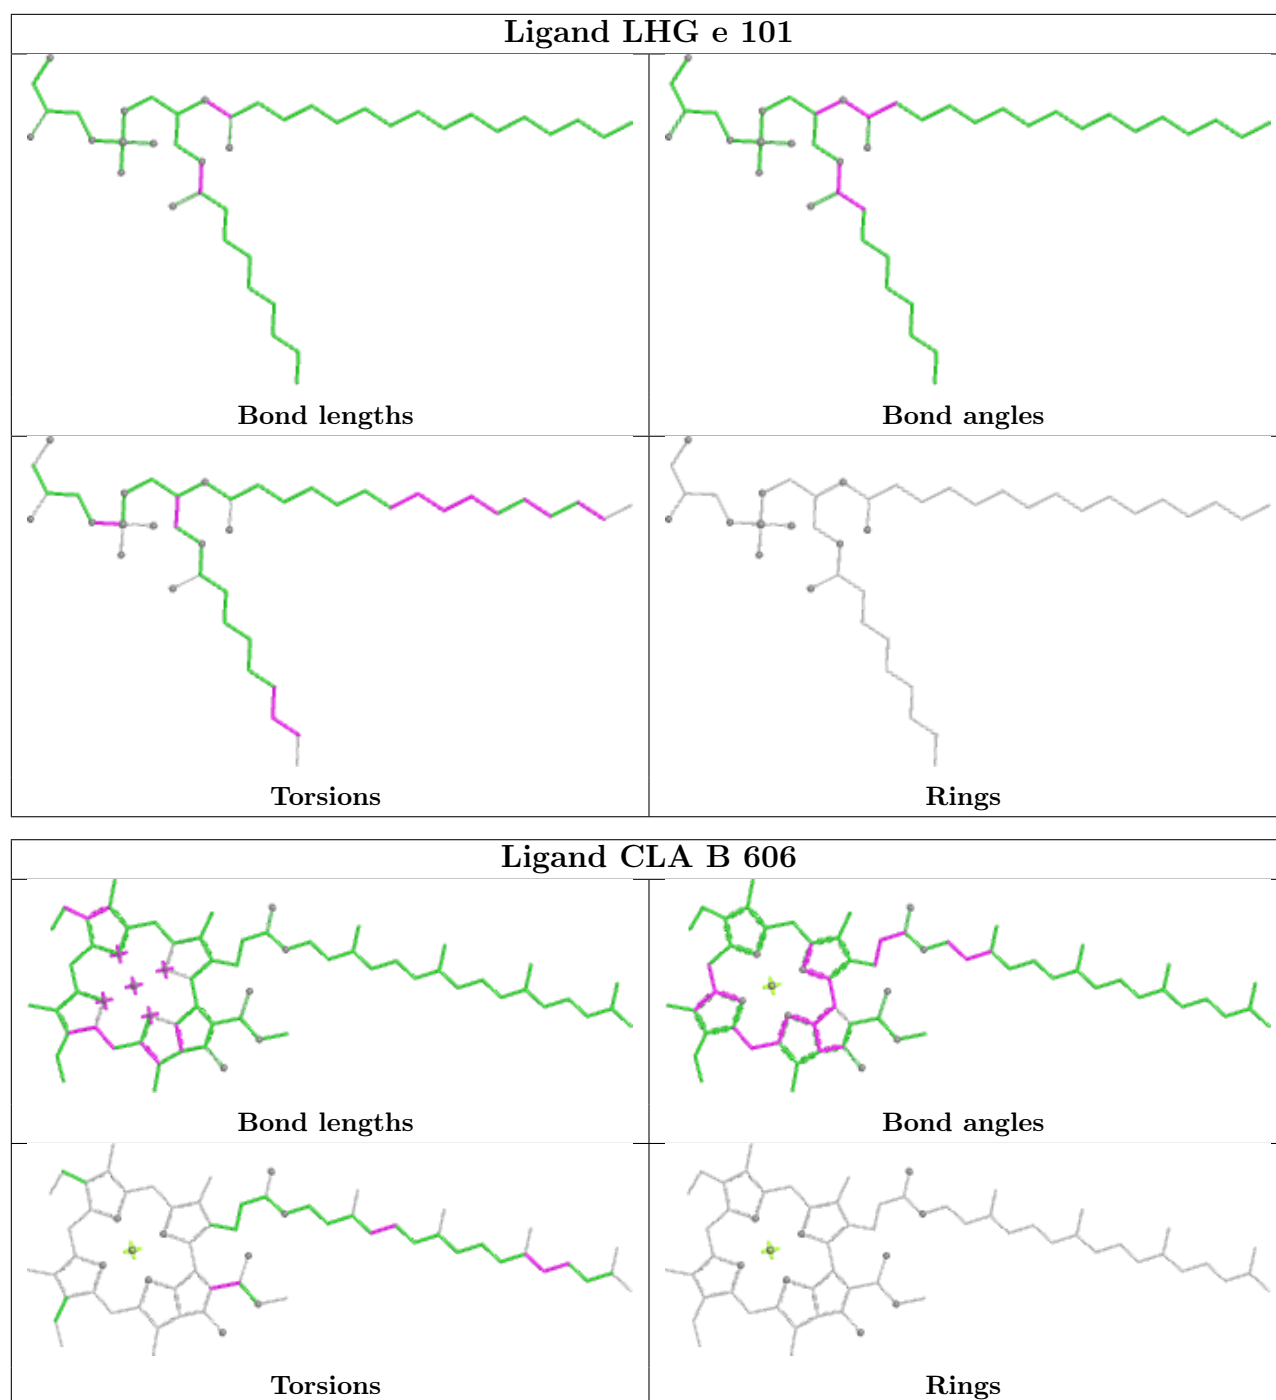 Ligand LHG e 101
Bond lengths
Bond angles
Torsions
Rings
Ligand CLA B 606
Bond lengths
Bond angles
Torsions
Rings